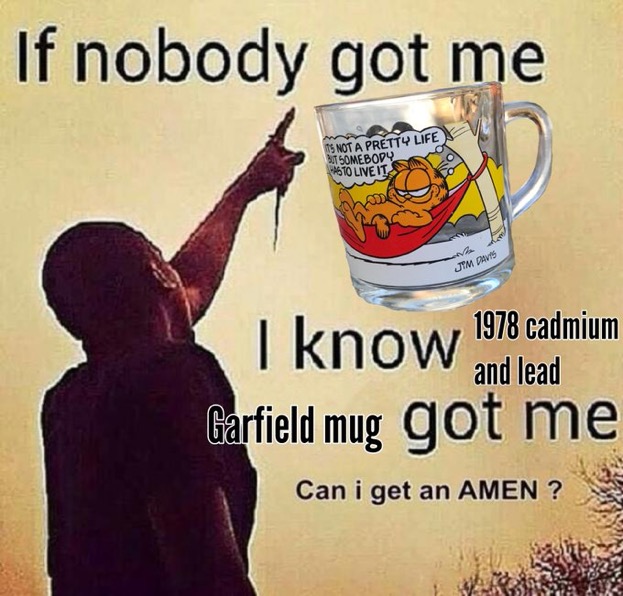 If nobody got me
IT'S NOT A PRETTY LIFE
BUT SOMEBODY
HAS TO LIVE IT
JIM DAVIS
I know 1978 cadmium
and lead
Garfield mug got me
Can i get an AMEN ?